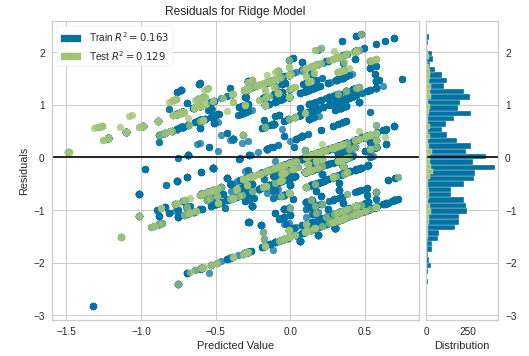 Residuals for Ridge Model
Train R² = 0.163
Test R² = 0.129
2
1
0
−1
−2
−3
Residuals
−1.5 −1.0 −0.5 0.0 0.5
Predicted Value
2
1
0
−1
−2
−3
0 250
Distribution